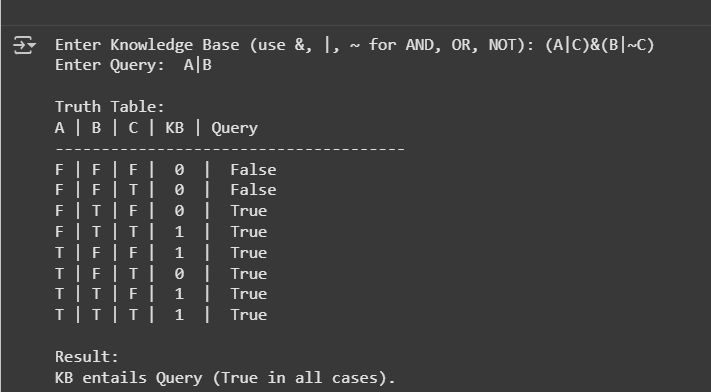 Enter Knowledge Base (use &, |, ~ for AND, OR, NOT): (A|C)&(B|~C)
Enter Query:  A|B

Truth Table:
A | B | C | KB | Query
--------------------------------------
F | F | F |  0  |  False
F | F | T |  0  |  False
F | T | F |  0  |  True
F | T | T |  1  |  True
T | F | F |  1  |  True
T | F | T |  0  |  True
T | T | F |  1  |  True
T | T | T |  1  |  True

Result:
KB entails Query (True in all cases).